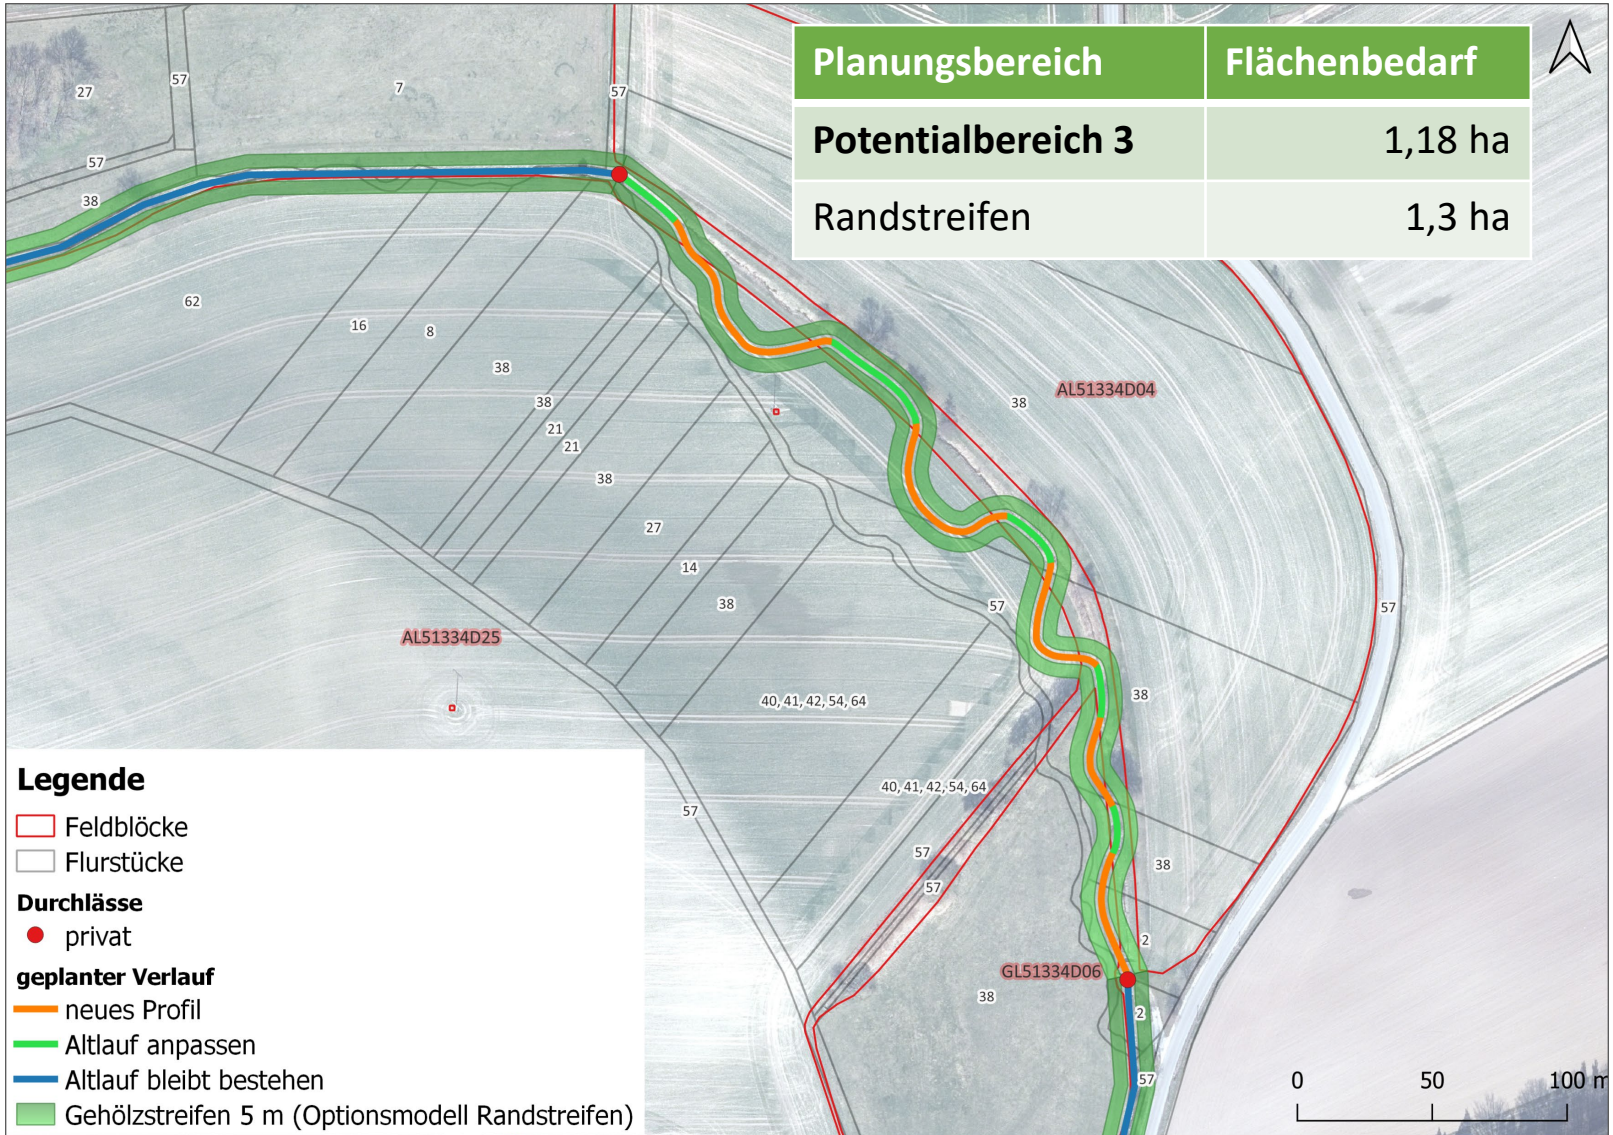 Planungsbereich Flächenbedarf
Potentialbereich 3 1,18 ha
Randstreifen 1,3 ha
27
57
7
57
57
38
62
16
8
38
38
21
21
38
27
14
38
38
AL51334D04
57
57
AL51334D25
40, 41, 42, 54, 64
38
40, 41, 42, 54, 64
57
57
57
38
2
GL51334D06
38
2
57
Legende
Feldblöcke
Flurstücke
Durchlässe
privat
geplanter Verlauf
neues Profil
Altlauf anpassen
Altlauf bleibt bestehen
Gehölzstreifen 5 m (Optionsmodell Randstreifen)
0 50 100 m